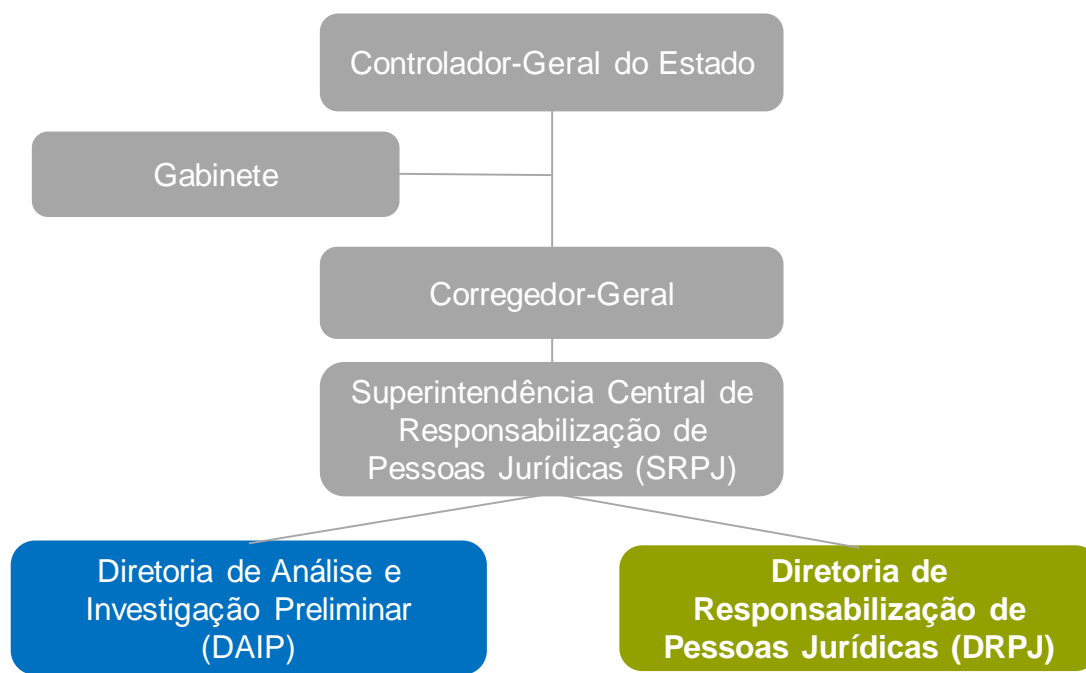 Controlador-Geral do Estado
Gabinete
Corregedor-Geral
Superintendência Central de
Responsabilização de
Pessoas Jurídicas (SRPJ)
Diretoria de Análise e
Investigação Preliminar
(DAIP)
Diretoria de
Responsabilização de
Pessoas Jurídicas (DRPJ)